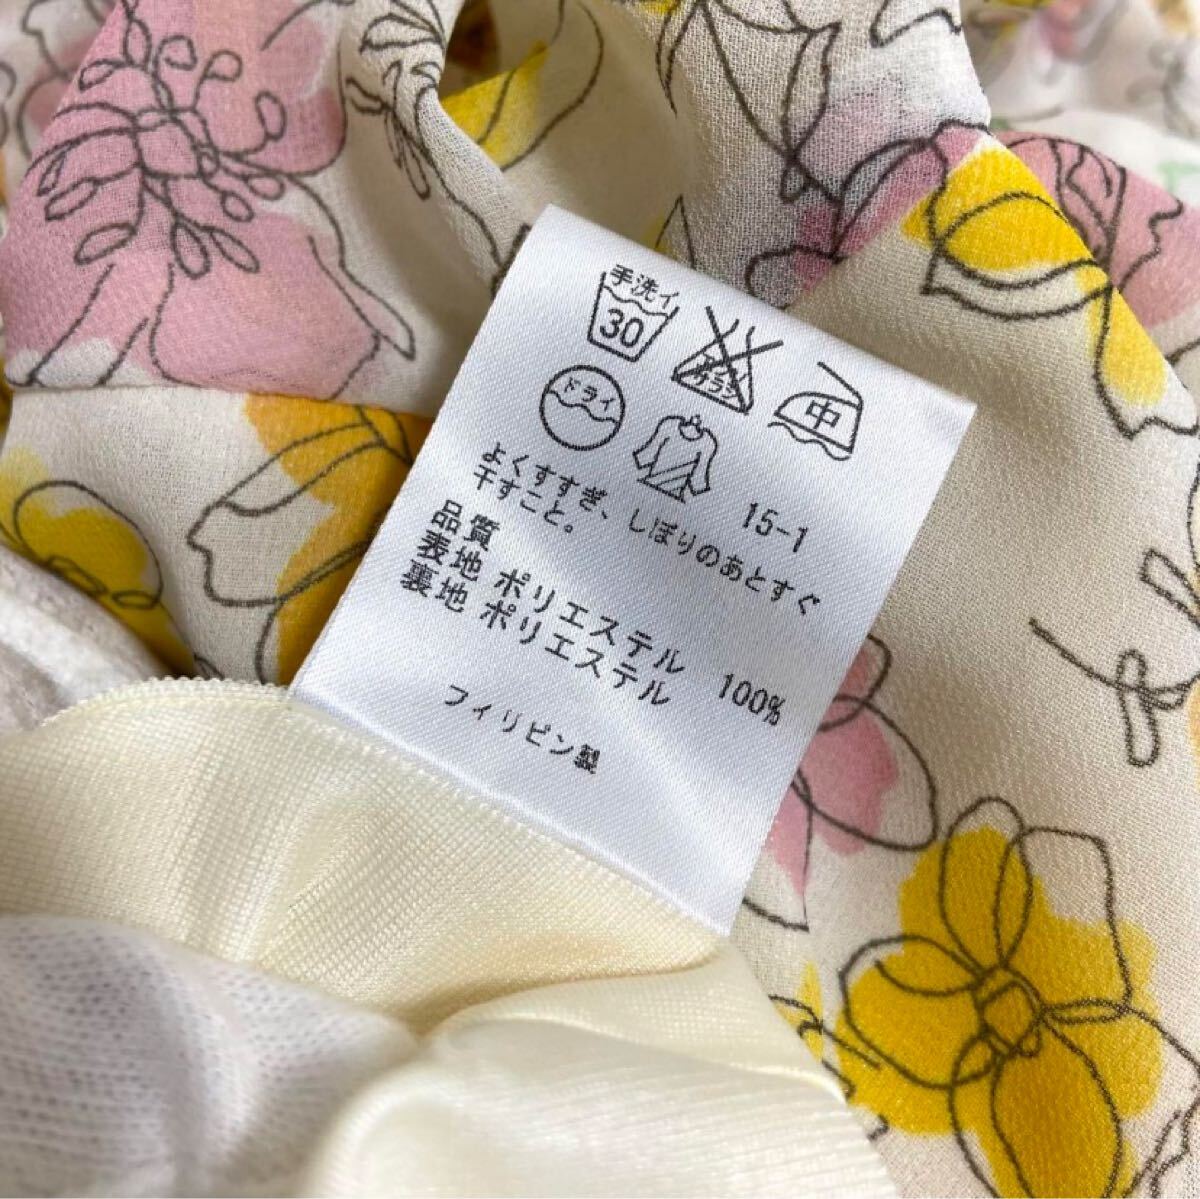 手洗イ
30
エンソ
サラシ
中
ドライ
15-1
よくすすぎ、しぼりのあとすぐ
干すこと。
品質
表地 ポリエステル 100%
裏地 ポリエステル
フィリピン製